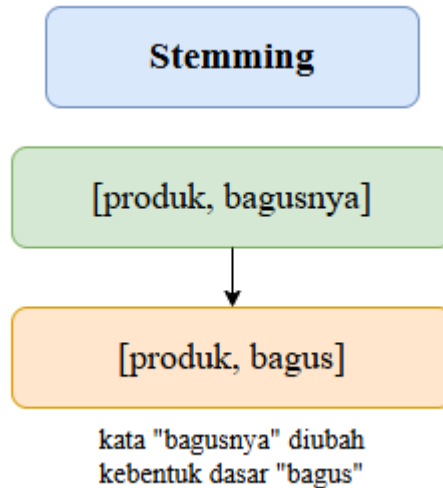 Stemming
[produk, bagusnya]
[produk, bagus]
kata "bagusnya" diubah
kebentuk dasar "bagus"